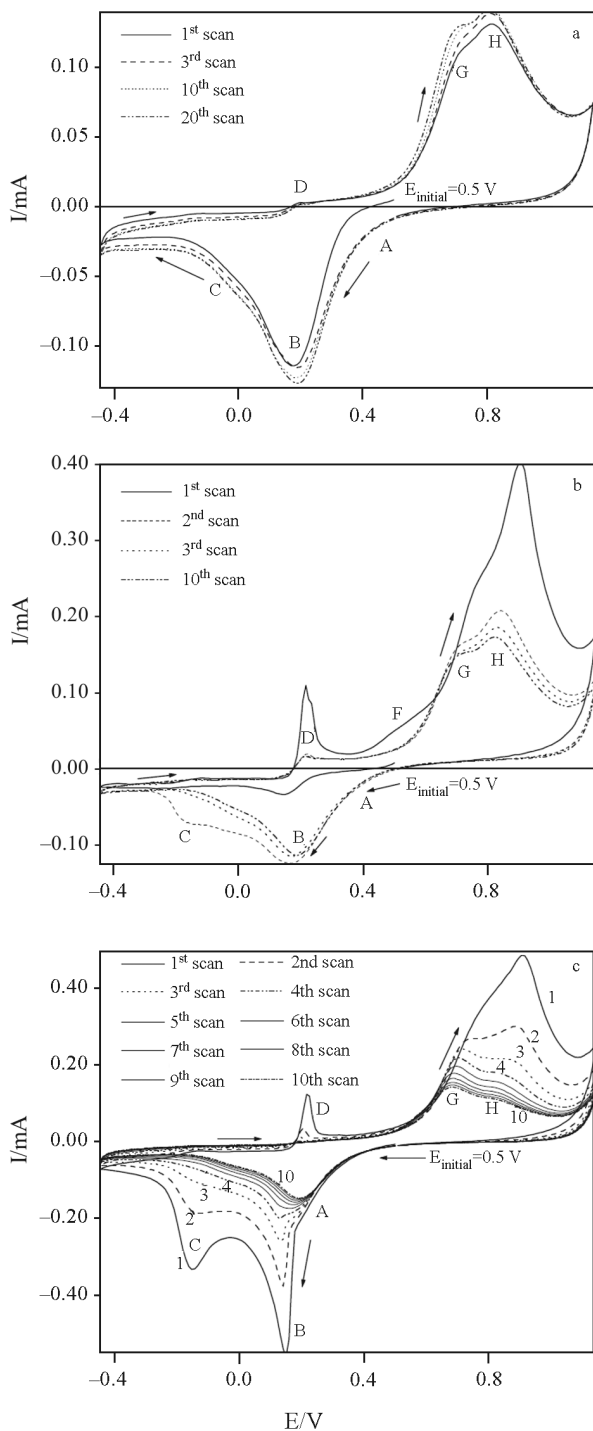 a
1st scan
3rd scan
10th scan
20th scan
H
G
D
E initial=0.5 V
A
C
B
0.10
0.05
0.00
−0.05
−0.10
I/mA
−0.4 0.0 0.4 0.8
b
1st scan
2nd scan
3rd scan
10th scan
D
F
G
H
E initial=0.5 V
A
B
C
0.40
0.30
0.20
0.10
0.00
−0.10
I/mA
−0.4 0.0 0.4 0.8
c
1st scan 2nd scan
3rd scan 4th scan
5th scan 6th scan
7th scan 8th scan
9th scan 10th scan
1
2
3
4
D
G
H
10
E initial=0.5 V
10
4
3
A
2
C
1
B
0.40
0.20
0.00
−0.20
−0.40
I/mA
−0.4 0.0 0.4 0.8
E/V